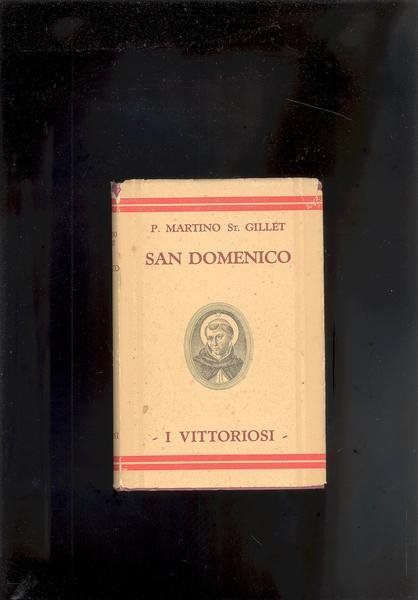 P. MARTINO St. GILLET
SAN DOMENICO
- I VITTORIOSI -